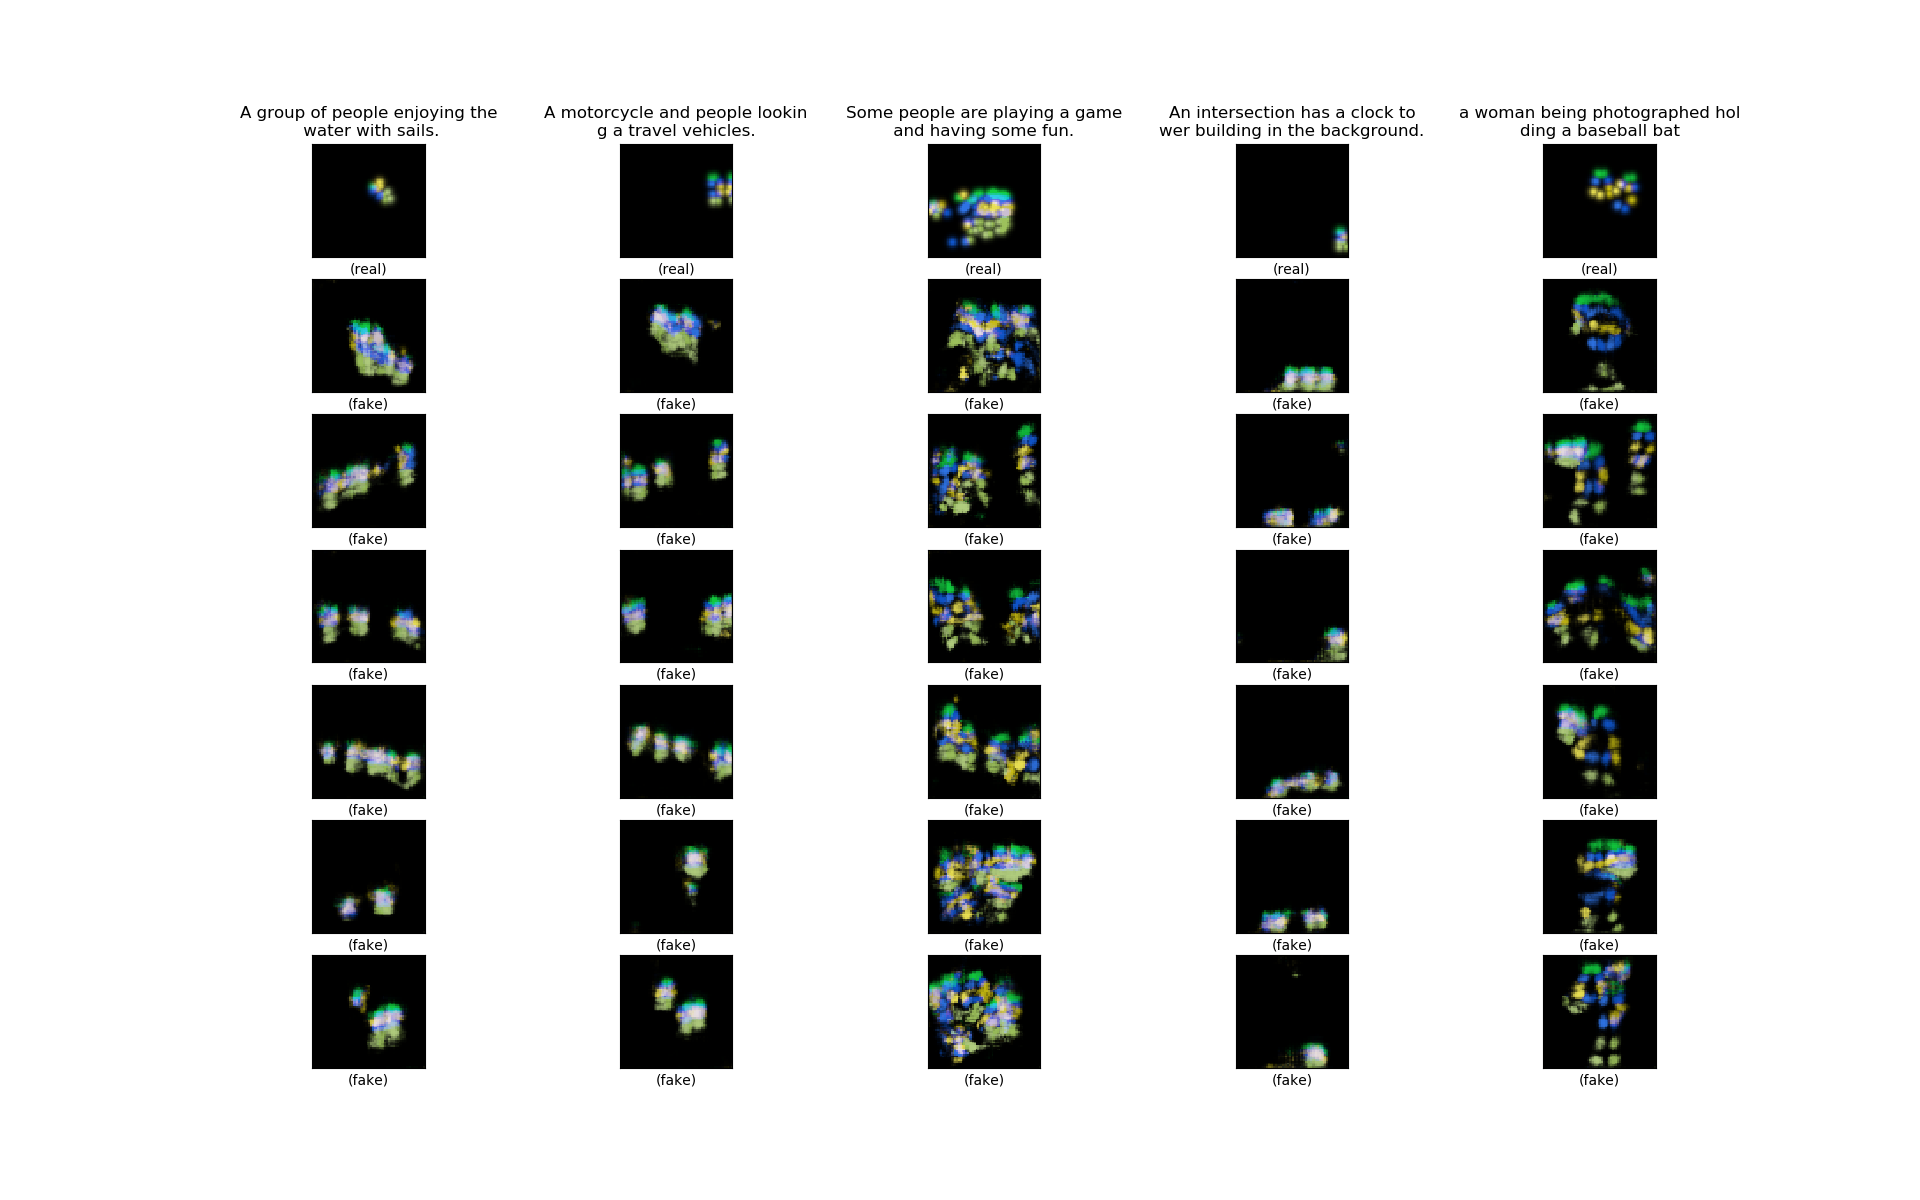 A group of people enjoying the
water with sails.
A motorcycle and people lookin
g a travel vehicles.
Some people are playing a game
and having some fun.
An intersection has a clock to
wer building in the background.
a woman being photographed hol
ding a baseball bat
(real) (real) (real) (real) (real)
(fake) (fake) (fake) (fake) (fake)
(fake) (fake) (fake) (fake) (fake)
(fake) (fake) (fake) (fake) (fake)
(fake) (fake) (fake) (fake) (fake)
(fake) (fake) (fake) (fake) (fake)
(fake) (fake) (fake) (fake) (fake)